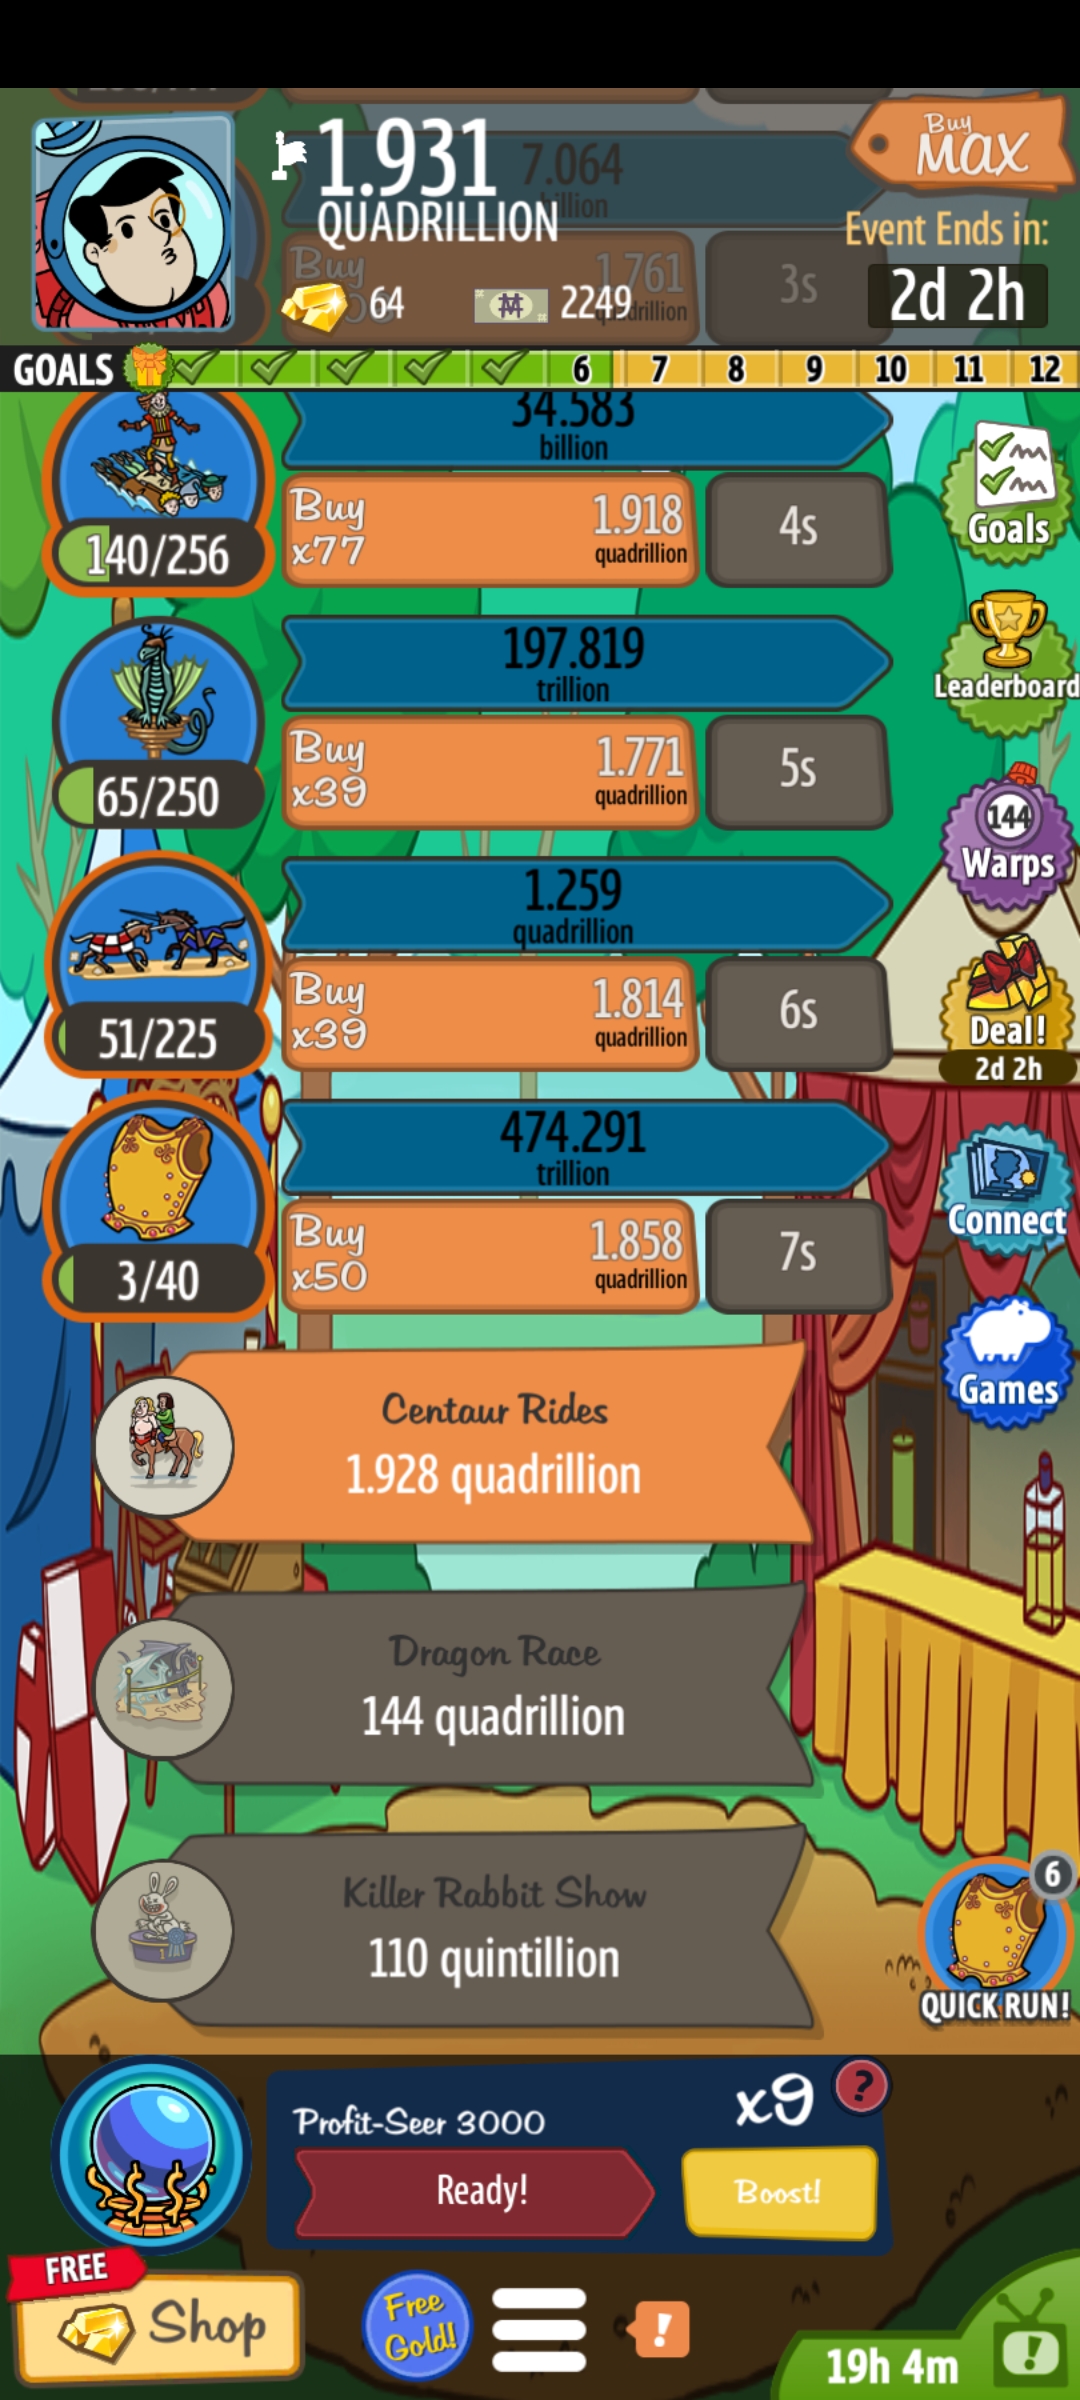 1.931
QUADRILLION
7.064
Buy
MAX
Event Ends in:
2d 2h
Buy
1.761
3s
64
2249
GOALS 6 7 8 9 10 11 12
34.583
billion
140/256
Buy
x77
1.918
quadrillion
4s
Goals
197.819
trillion
65/250
Buy
x39
1.771
quadrillion
5s
Leaderboard
144
Warps
1.259
quadrillion
51/225
Buy
x39
1.814
quadrillion
6s
Deal!
2d 2h
474.291
trillion
3/40
Buy
x50
1.858
quadrillion
7s
Connect
Games
Centaur Rides
1.928 quadrillion
Dragon Race
144 quadrillion
START
Killer Rabbit Show
110 quintillion
1
6
QUICK RUN!
Profit-Seer 3000
x9
?
Ready!
Boost!
FREE
Shop
Free
Gold!
!
19h 4m
!